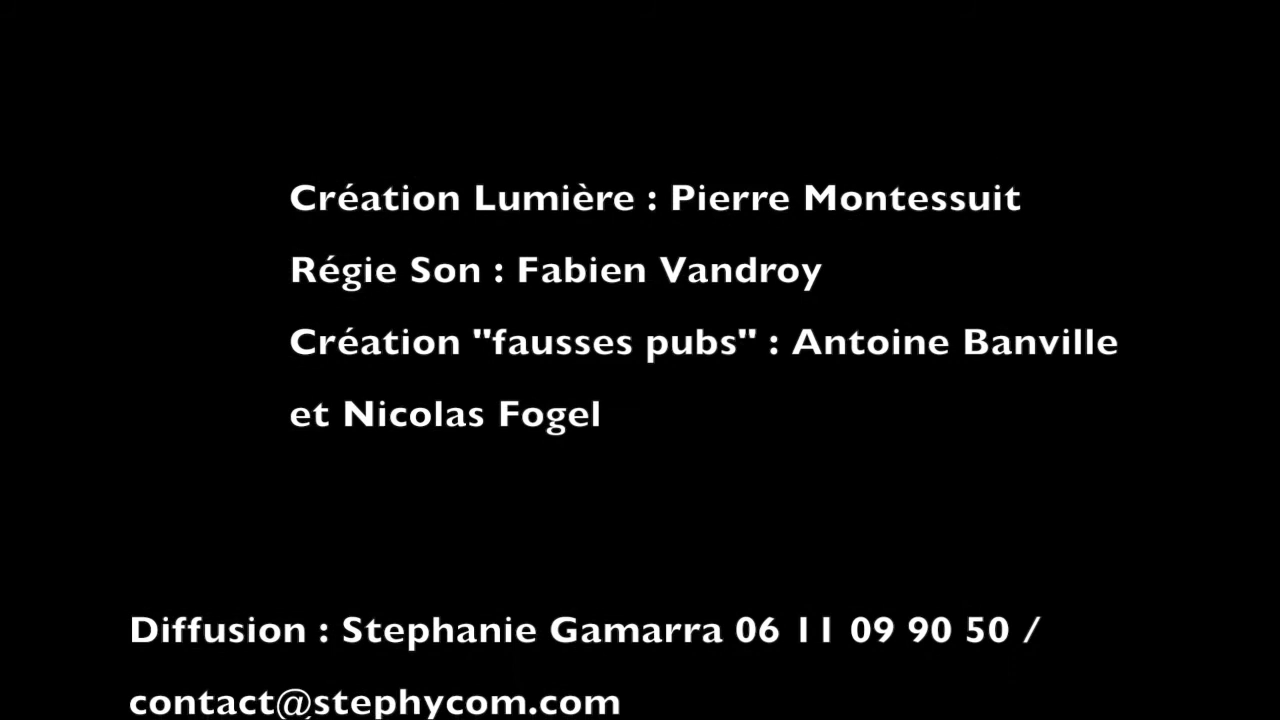 Création Lumière : Pierre Montessuit
Régie Son : Fabien Vandroy
Création "fausses pubs" : Antoine Banville
et Nicolas Fogel
Diffusion : Stephanie Gamarra 06 11 09 90 50 /
contact@stephycom.com